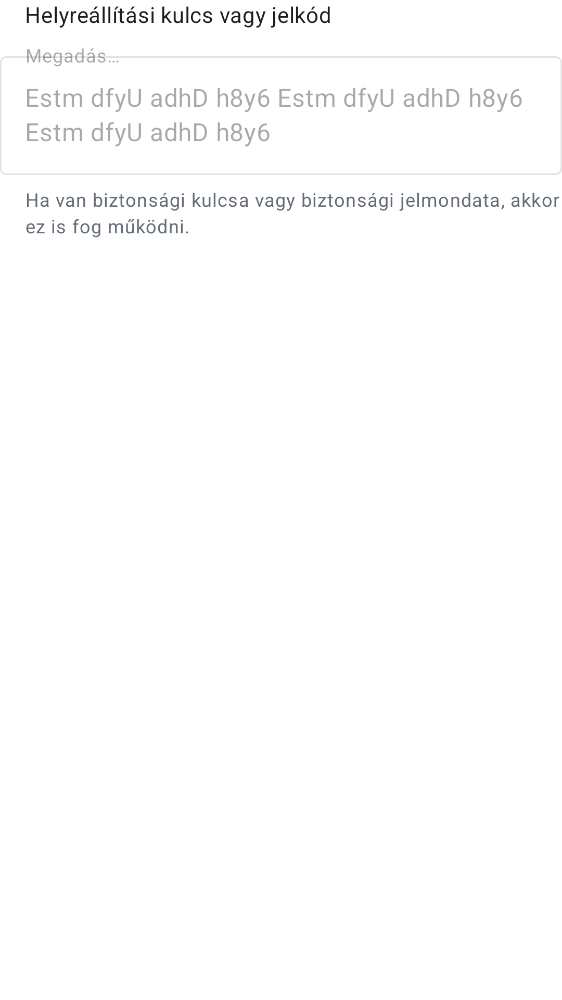 Helyreállítási kulcs vagy jelkód
Megadás…
Estm dfyU adhD h8y6 Estm dfyU adhD h8y6
Estm dfyU adhD h8y6
Ha van biztonsági kulcsa vagy biztonsági jelmondata, akkor
ez is fog működni.